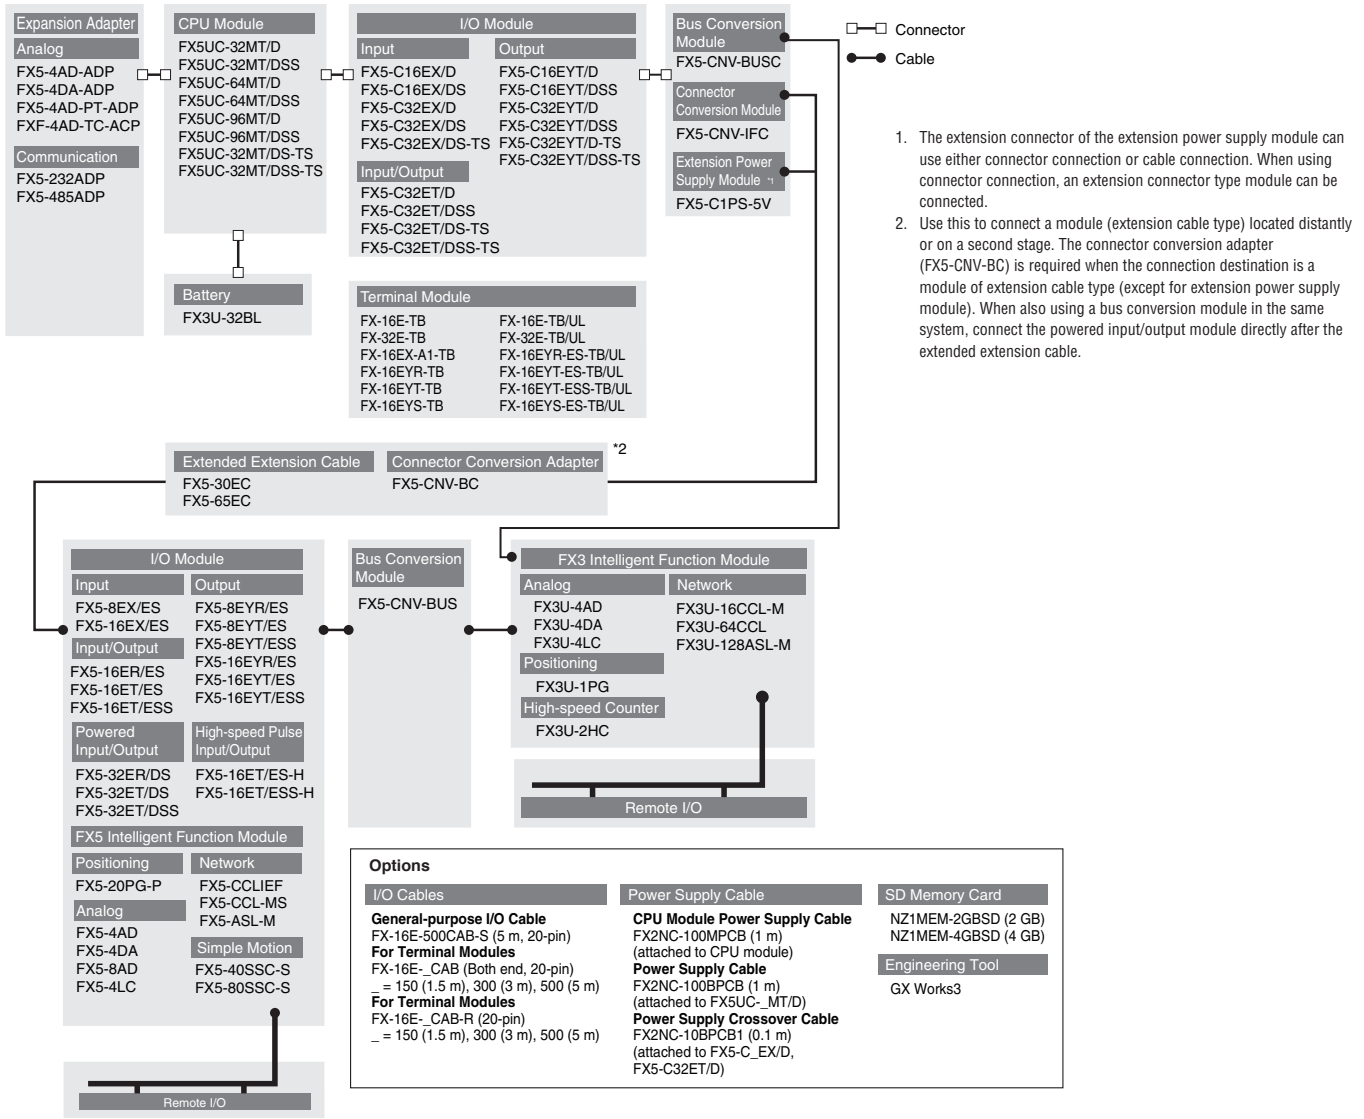 Expansion Adapter
Analog
FX5-4AD-ADP
FX5-4DA-ADP
FX5-4AD-PT-ADP
FXF-4AD-TC-ACP
Communication
FX5-232ADP
FX5-485ADP
CPU Module
FX5UC-32MT/D
FX5UC-32MT/DSS
FX5UC-64MT/D
FX5UC-64MT/DSS
FX5UC-96MT/D
FX5UC-96MT/DSS
FX5UC-32MT/DS-TS
FX5UC-32MT/DSS-TS
Battery
FX3U-32BL
I/O Module
Input
FX5-C16EX/D
FX5-C16EX/DS
FX5-C32EX/D
FX5-C32EX/DS
FX5-C32EX/DS-TS
Input/Output
FX5-C32ET/D
FX5-C32ET/DSS
FX5-C32ET/DS-TS
FX5-C32ET/DSS-TS
Output
FX5-C16EYT/D
FX5-C16EYT/DSS
FX5-C32EYT/D
FX5-C32EYT/DSS
FX5-C32EYT/D-TS
FX5-C32EYT/DSS-TS
Terminal Module
FX-16E-TB
FX-32E-TB
FX-16EX-A1-TB
FX-16EYR-TB
FX-16EYT-TB
FX-16EYS-TB
FX-16E-TB/UL
FX-32E-TB/UL
FX-16EYR-ES-TB/UL
FX-16EYT-ES-TB/UL
FX-16EYT-ESS-TB/UL
FX-16EYS-ES-TB/UL
Bus Conversion
Module
FX5-CNV-BUSC
Connector
Conversion Module
FX5-CNV-IFC
Extension Power
Supply Module *1
FX5-C1PS-5V
Connector
Cable
1. The extension connector of the extension power supply module can
use either connector connection or cable connection. When using
connector connection, an extension connector type module can be
connected.
2. Use this to connect a module (extension cable type) located distantly
or on a second stage. The connector conversion adapter
(FX5-CNV-BC) is required when the connection destination is a
module of extension cable type (except for extension power supply
module). When also using a bus conversion module in the same
system, connect the powered input/output module directly after the
extended extension cable.
*2
Extended Extension Cable
FX5-30EC
FX5-65EC
Connector Conversion Adapter
FX5-CNV-BC
I/O Module
Input
FX5-8EX/ES
FX5-16EX/ES
Input/Output
FX5-16ER/ES
FX5-16ET/ES
FX5-16ET/ESS
Output
FX5-8EYR/ES
FX5-8EYT/ES
FX5-8EYT/ESS
FX5-16EYR/ES
FX5-16EYT/ES
FX5-16EYT/ESS
Powered
Input/Output
FX5-32ER/DS
FX5-32ET/DS
FX5-32ET/DSS
High-speed Pulse
Input/Output
FX5-16ET/ES-H
FX5-16ET/ESS-H
FX5 Intelligent Function Module
Positioning
FX5-20PG-P
Analog
FX5-4AD
FX5-4DA
FX5-8AD
FX5-4LC
Network
FX5-CCLIEF
FX5-CCL-MS
FX5-ASL-M
Simple Motion
FX5-40SSC-S
FX5-80SSC-S
Remote I/O
Bus Conversion
Module
FX5-CNV-BUS
FX3 Intelligent Function Module
Analog
FX3U-4AD
FX3U-4DA
FX3U-4LC
Positioning
FX3U-1PG
High-speed Counter
FX3U-2HC
Network
FX3U-16CCL-M
FX3U-64CCL
FX3U-128ASL-M
Remote I/O
Options
I/O Cables
General-purpose I/O Cable
FX-16E-500CAB-S (5 m, 20-pin)
For Terminal Modules
FX-16E-_CAB (Both end, 20-pin)
_ = 150 (1.5 m), 300 (3 m), 500 (5 m)
For Terminal Modules
FX-16E-_CAB-R (20-pin)
_ = 150 (1.5 m), 300 (3 m), 500 (5 m)
Power Supply Cable
CPU Module Power Supply Cable
FX2NC-100MPCB (1 m)
(attached to CPU module)
Power Supply Cable
FX2NC-100BPCB (1 m)
(attached to FX5UC-_MT/D)
Power Supply Crossover Cable
FX2NC-10BPCB1 (0.1 m)
(attached to FX5-C_EX/D,
FX5-C32ET/D)
SD Memory Card
NZ1MEM-2GBSD (2 GB)
NZ1MEM-4GBSD (4 GB)
Engineering Tool
GX Works3